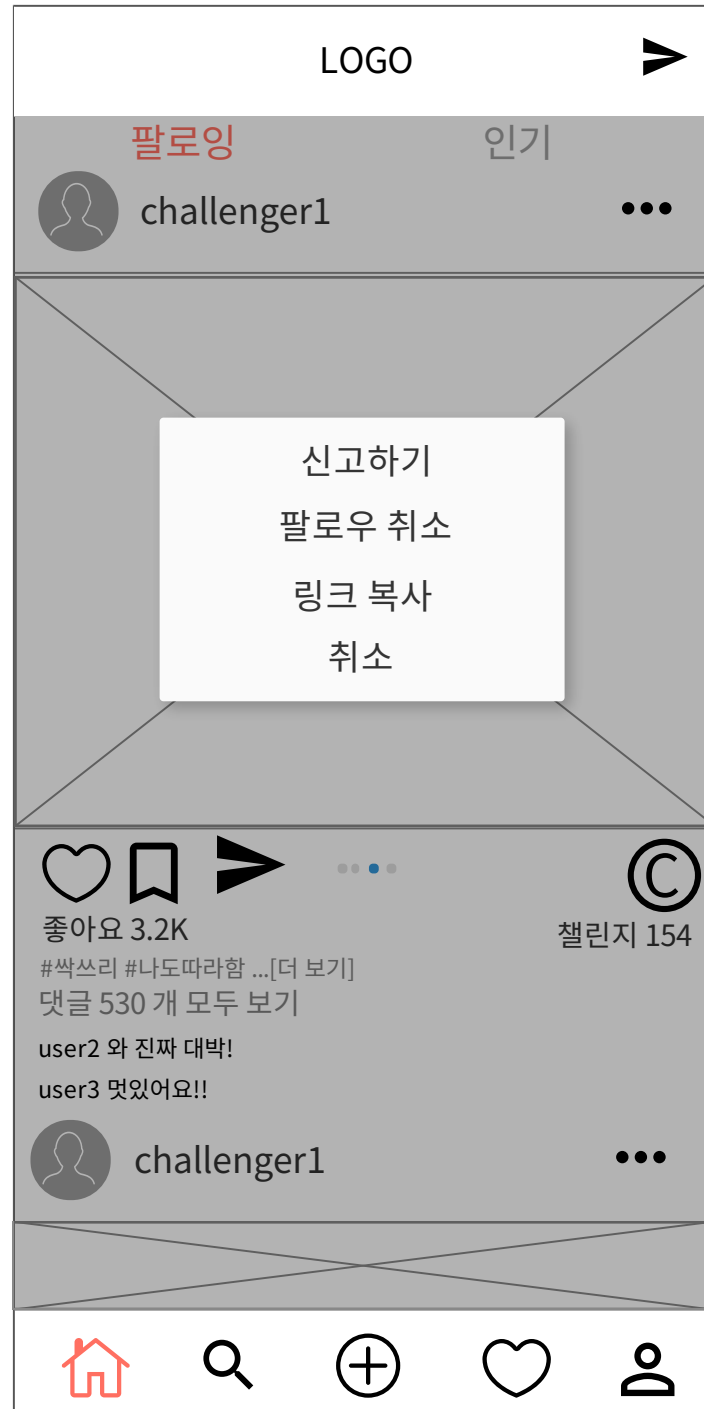 LOGO
팔로잉 인기
challenger1
신고하기
팔로우 취소
링크 복사
취소
좋아요 3.2K
챌린지 154
#싹쓰리 #나도따라함 ...[더 보기]
댓글 530 개 모두 보기
user2 와 진짜 대박!
user3 멋있어요!!
challenger1